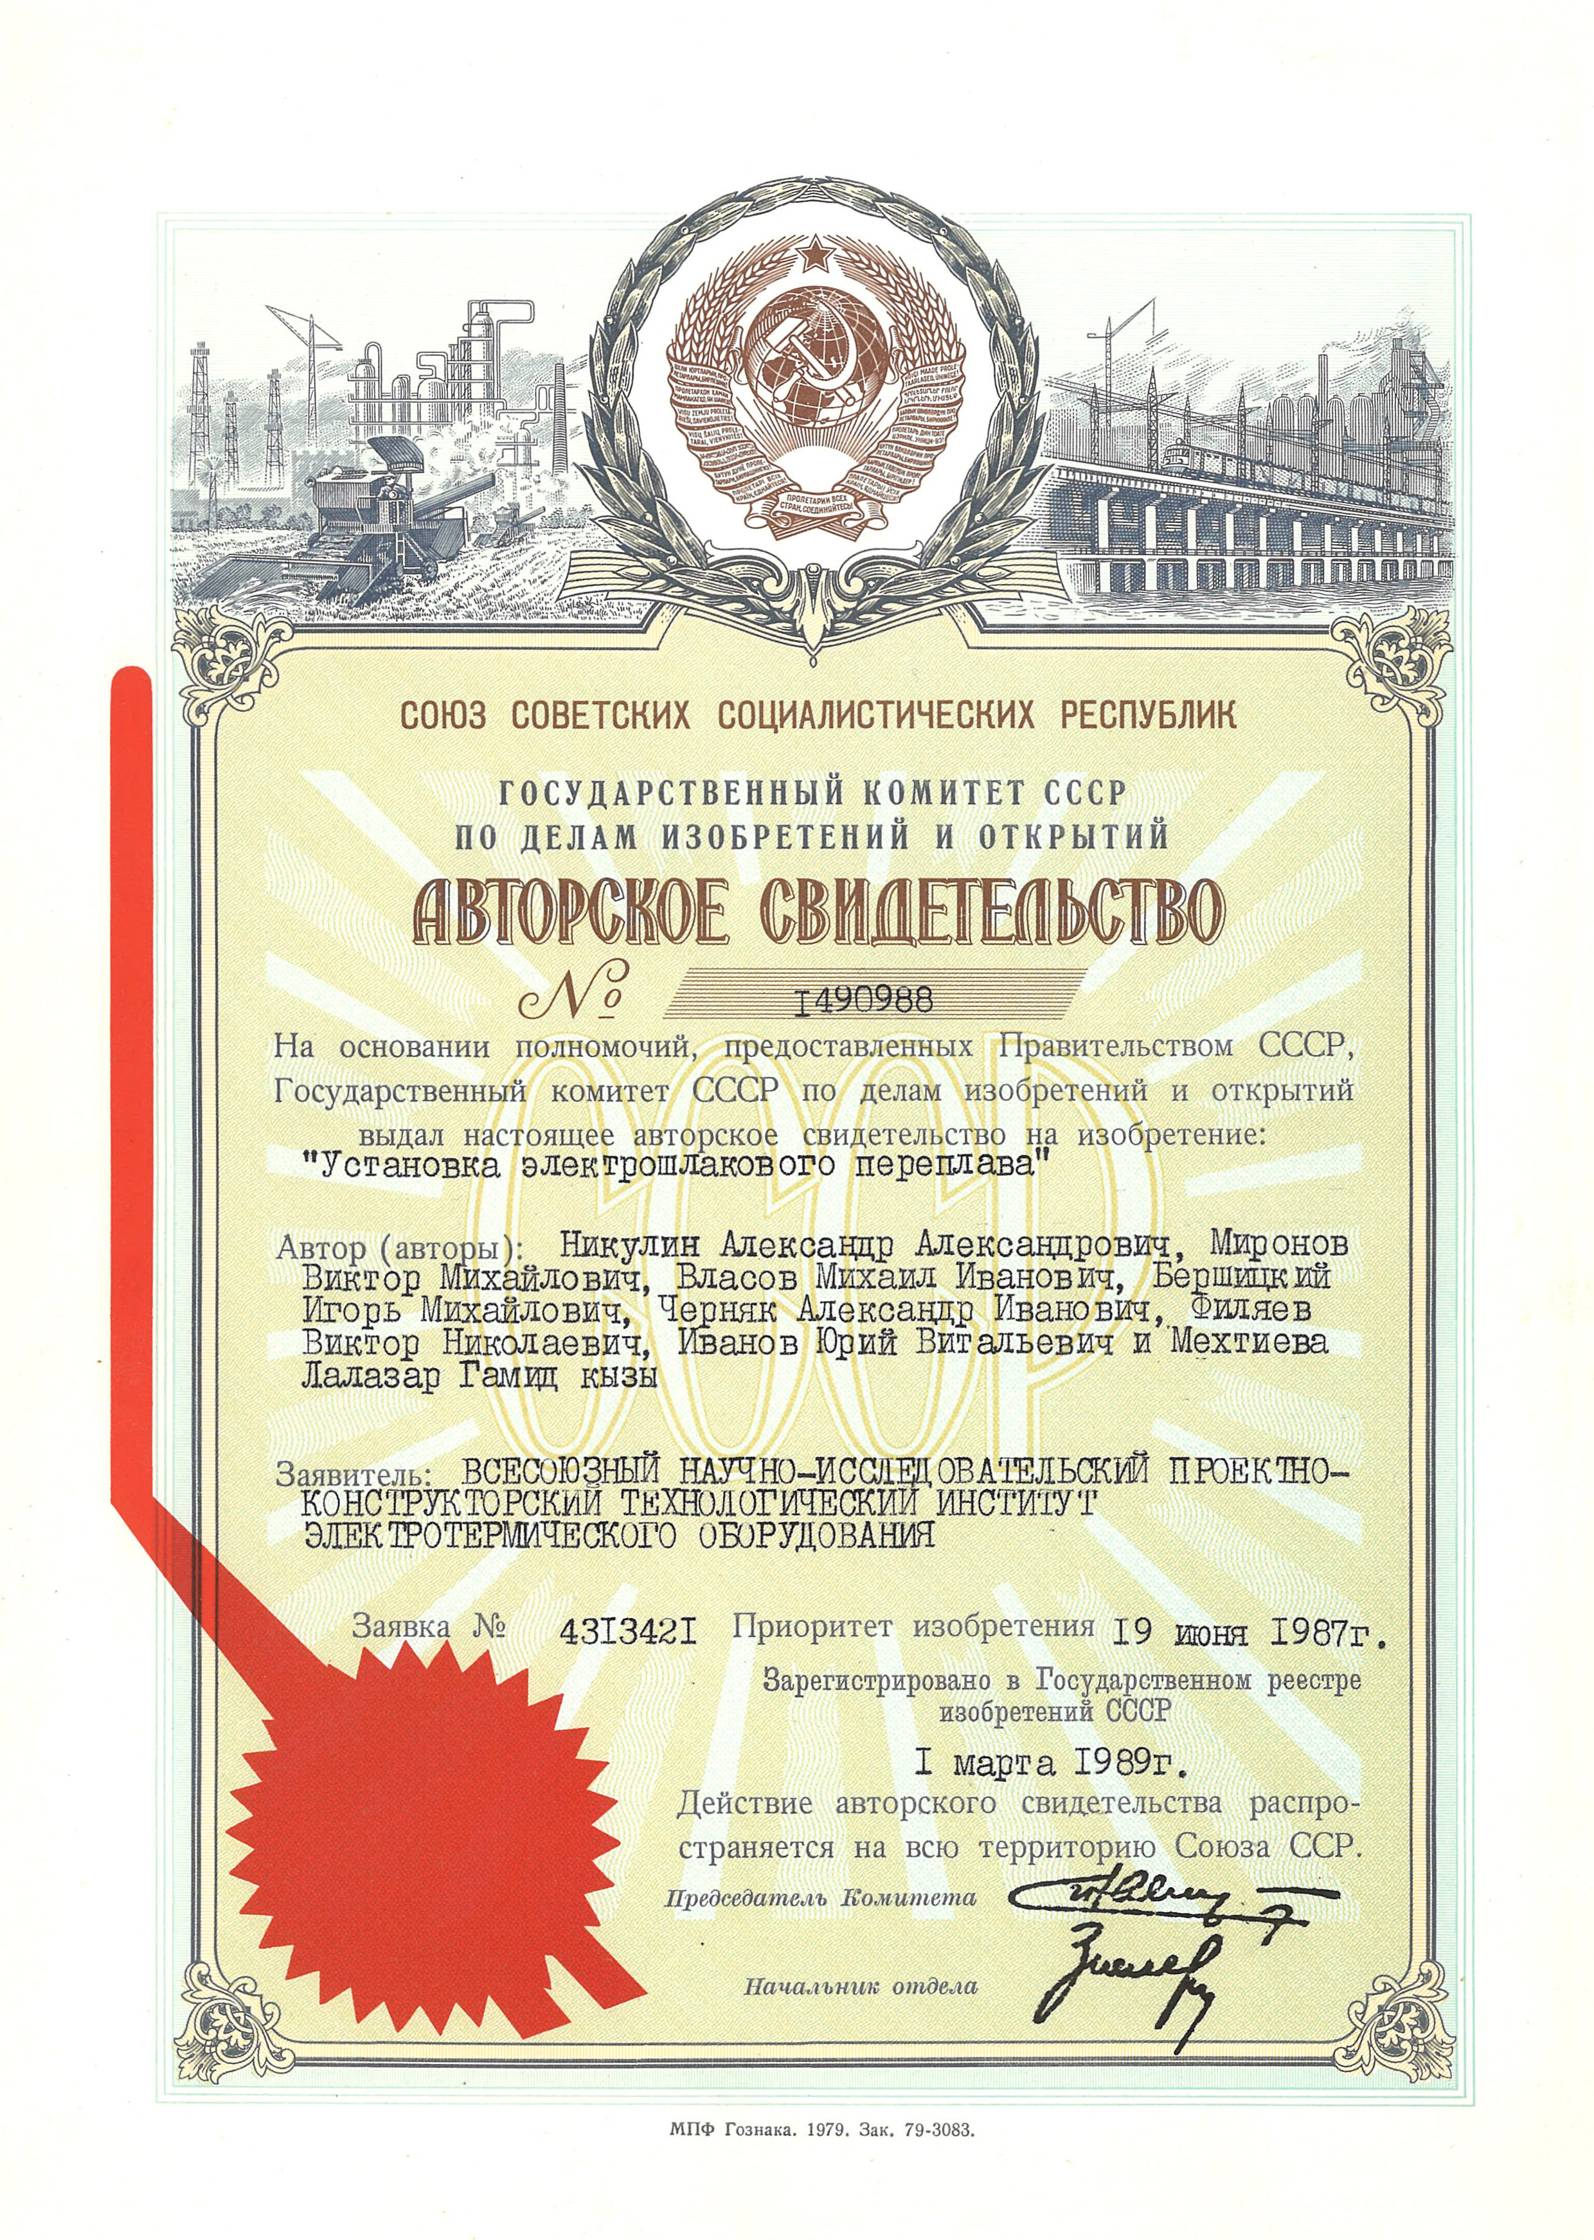 ПРОЛЕТАРИИ ВСЕХ
СТРАН, СОЕДИНЯЙТЕСЬ!
СОЮЗ СОВЕТСКИХ СОЦИАЛИСТИЧЕСКИХ РЕСПУБЛИК
ГОСУДАРСТВЕННЫЙ КОМИТЕТ СССР
ПО ДЕЛАМ ИЗОБРЕТЕНИЙ И ОТКРЫТИЙ
АВТОРСКОЕ СВИДЕТЕЛЬСТВО
№ I490988
На основании полномочий, предоставленных Правительством СССР,
Государственный комитет СССР по делам изобретений и открытий
выдал настоящее авторское свидетельство на изобретение:
"Установка электрошлакового переплава"
СССР
Автор (авторы): Никулин Александр Александрович, Миронов
Виктор Михайлович, Власов Михаил Иванович, Бершицкий
Игорь Михайлович, Черняк Александр Иванович, Филяев
Виктор Николаевич, Иванов Юрий Витальевич и Мехтиева
Лалазар Гамид кызы
Заявитель: ВСЕСОЮЗНЫЙ НАУЧНО-ИССЛЕДОВАТЕЛЬСКИЙ ПРОЕКТНО-
КОНСТРУКТОРСКИЙ ТЕХНОЛОГИЧЕСКИЙ ИНСТИТУТ
ЭЛЕКТРОТЕРМИЧЕСКОГО ОБОРУДОВАНИЯ
Заявка № 43I342I Приоритет изобретения I9 июня I987г.
Зарегистрировано в Государственном реестре
изобретений СССР
I марта I989г.
Действие авторского свидетельства распро-
страняется на всю территорию Союза ССР.
Председатель Комитета
Начальник отдела
МПФ Гознака. 1979. Зак. 79-3083.